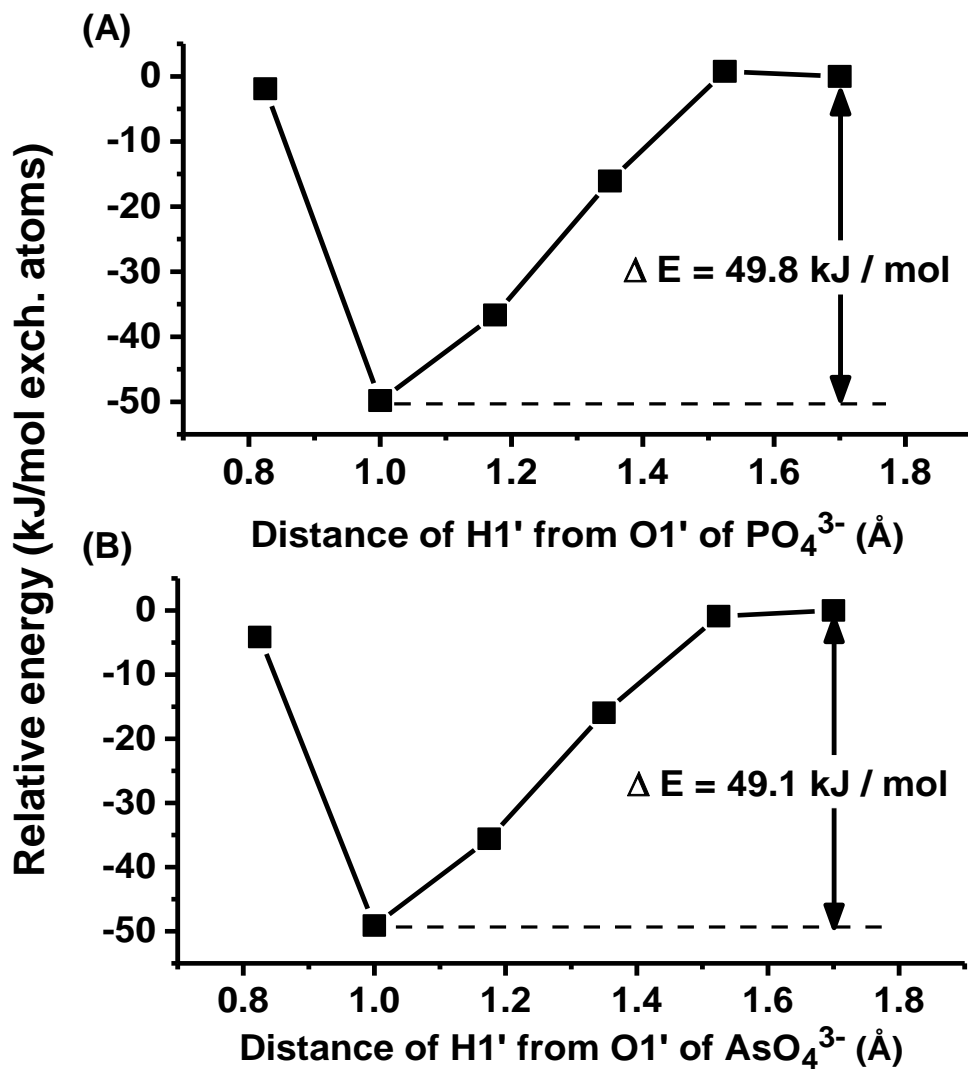 (A)
Relative energy (kJ/mol exch. atoms)
0
-10
-20
-30
-40
-50
Δ E = 49.8 kJ / mol
0.8 1.0 1.2 1.4 1.6 1.8
Distance of H1' from O1' of PO₄³⁻ (Å)
(B)
0
-10
-20
-30
-40
-50
Δ E = 49.1 kJ / mol
0.8 1.0 1.2 1.4 1.6 1.8
Distance of H1' from O1' of AsO₄³⁻ (Å)